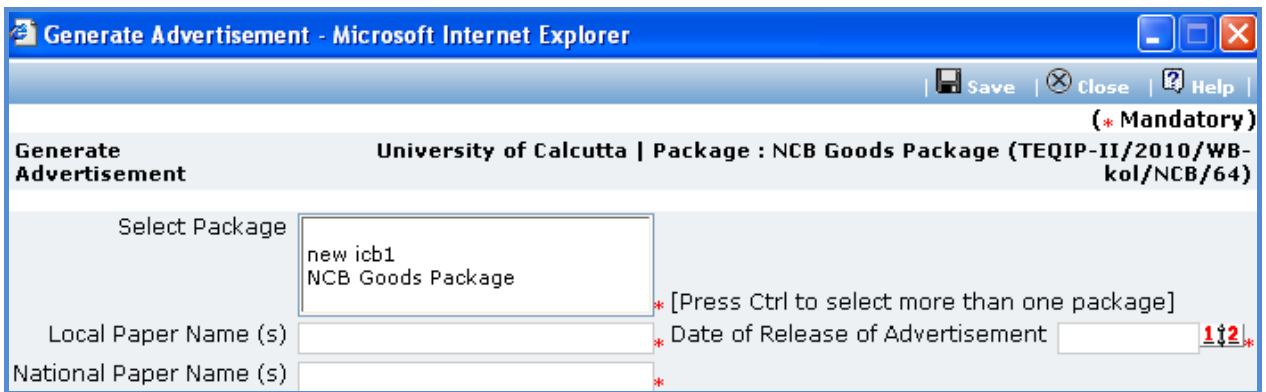 Generate Advertisement - Microsoft Internet Explorer
| Save | Close | Help |
(* Mandatory)
Generate Advertisement University of Calcutta | Package : NCB Goods Package (TEQIP-II/2010/WB-
kol/NCB/64)
Select Package
new icb1
NCB Goods Package
* [Press Ctrl to select more than one package]
Local Paper Name (s) * Date of Release of Advertisement *
National Paper Name (s) *